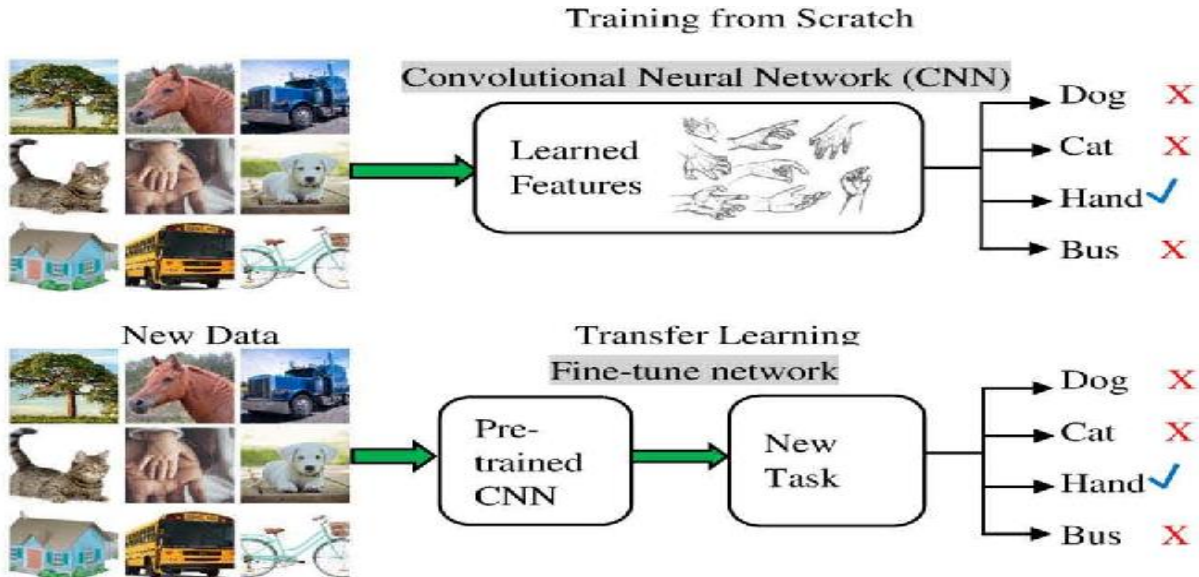 Training from Scratch
Convolutional Neural Network (CNN)
Learned
Features
Dog X
Cat X
Hand ✓
Bus X
New Data
Transfer Learning
Fine-tune network
Pre-
trained
CNN
New
Task
Dog X
Cat X
Hand ✓
Bus X